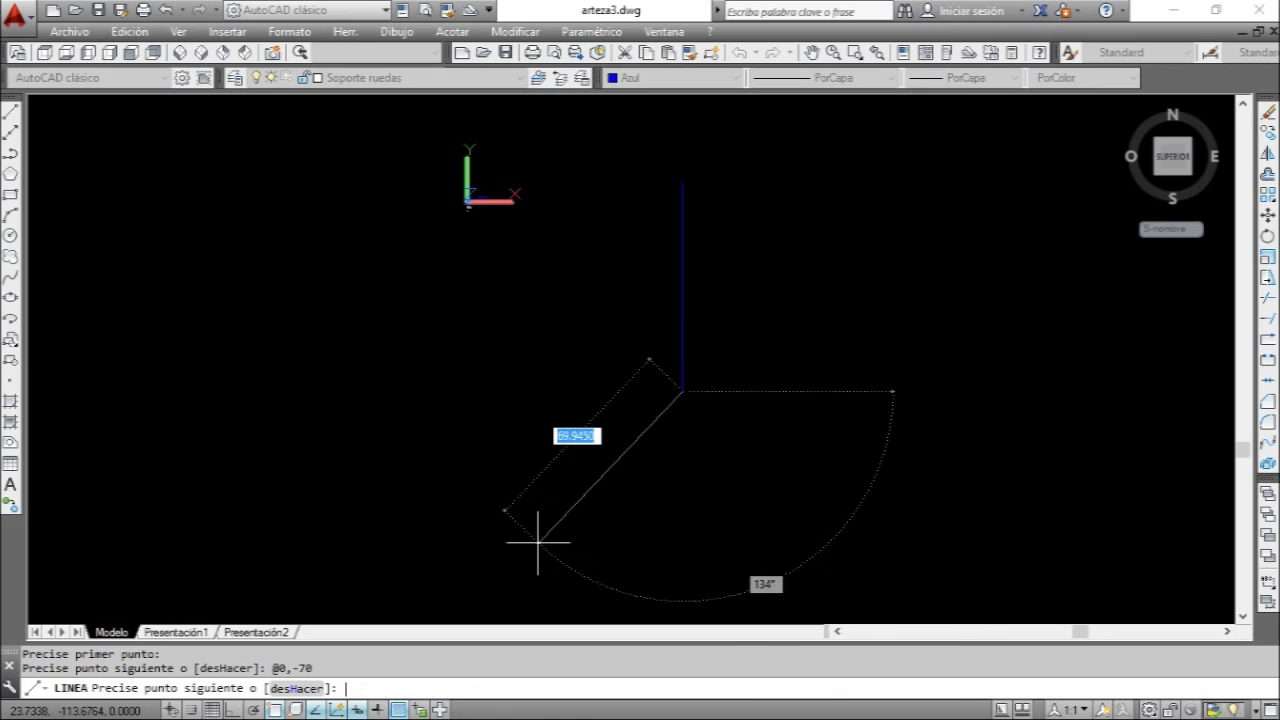 AutoCAD clásico
arteza3.dwg
Escriba palabra clave o frase
Iniciar sesión
Archivo Edición Ver Insertar Formato Herr. Dibujo Acotar Modificar Paramétrico Ventana ?
Standard
AutoCAD clásico
Soporte ruedas
Azul
PorCapa
PorCapa
PorColor
N
O SUPERIOR E
S
S-nombre
Y
X
69.9450
134°
Modelo Presentación1 Presentación2
Precise primer punto:
Precise punto siguiente o [desHacer]: @0,-70
LINEA Precise punto siguiente o [desHacer]:
23.7338, -113.6764, 0.0000
1:1